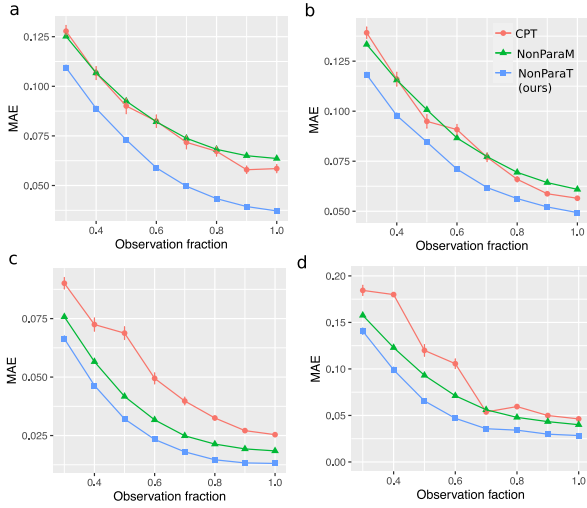 a
0.125
0.100
0.075
0.050
MAE
0.4 0.6 0.8 1.0
Observation fraction
b
CPT
NonParaM
NonParaT
(ours)
0.125
0.100
0.075
0.050
MAE
0.4 0.6 0.8 1.0
Observation fraction
c
0.075
0.050
0.025
MAE
0.4 0.6 0.8 1.0
Observation fraction
d
0.20
0.15
0.10
0.05
0.00
MAE
0.4 0.6 0.8 1.0
Observation faction